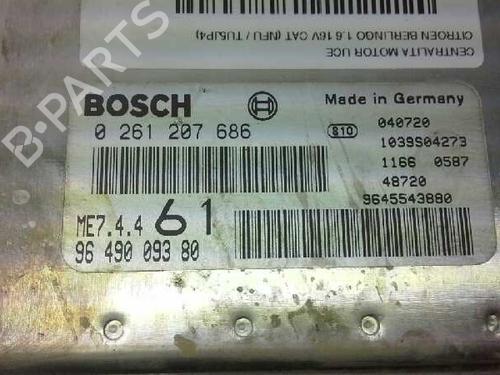 CENTRALITA MOTOR UCE
CITROEN BERLINGO 1.6 16V CAT (NFU / TU5JP4)
B-PARTS
BOSCH
Made in Germany
0 261 207 686
810
040720
1039S04273
1166 0587
48720
9645543880
ME7.4.4 61
96 490 093 80